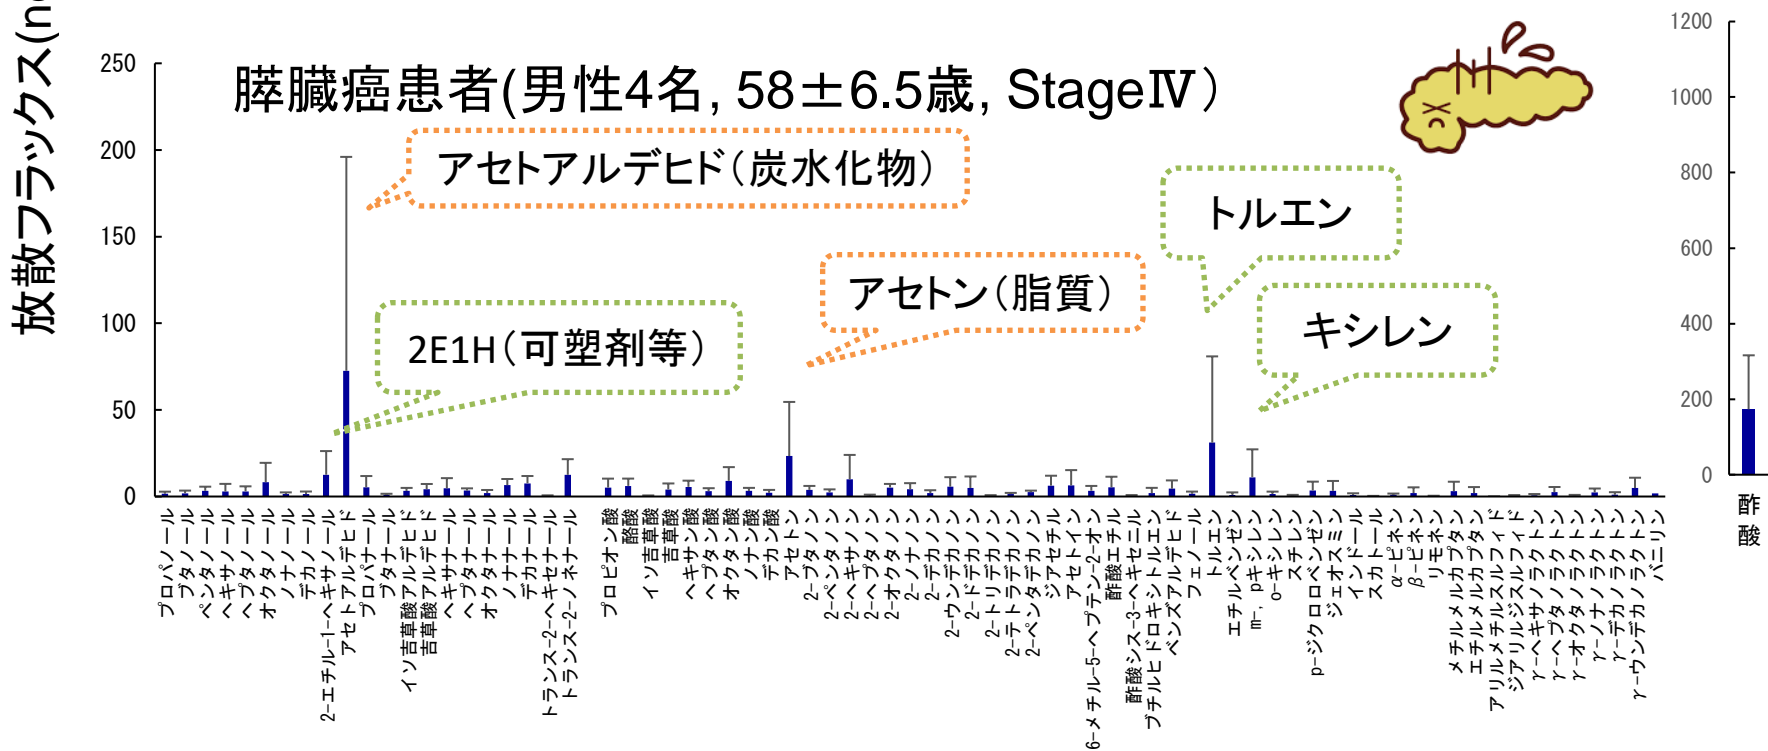 放散フラックス(n
250
200
150
100
50
0
膵臓癌患者(男性4名, 58±6.5歳, StageⅣ)
アセトアルデヒド(炭水化物)
2E1H(可塑剤等)
アセトン(脂質)
トルエン
キシレン
1200
1000
800
600
400
200
0
プロパノール
ブタノール
ペンタノール
ヘキサノール
ヘプタノール
オクタノール
ノナノール
デカノール
2-エチル-1-ヘキサノール
アセトアルデヒド
プロパナール
ブタナール
イソ吉草酸アルデヒド
吉草酸アルデヒド
ヘキサナール
ヘプタナール
オクタナール
ノナナール
デカナール
トランス-2-ヘキセナール
トランス-2-ノネナール
プロピオン酸
酪酸
イソ吉草酸
吉草酸
ヘキサン酸
ヘプタン酸
オクタン酸
ノナン酸
デカン酸
アセトン
2-ブタノン
2-ペンタノン
2-ヘキサノン
2-ヘプタノン
2-オクタノン
2-ノナノン
2-デカノン
2-ウンデカノン
2-ドデカノン
2-トリデカノン
2-テトラデカノン
2-ペンタデカノン
ジアセチル
アセトイン
6-メチル-5-ヘプテン-2-オン
酢酸エチル
酢酸シス-3-ヘキセニル
ブチルヒドロキシトルエン
ベンズアルデヒド
フェノール
トルエン
エチルベンゼン
m-, pキシレン
o-キシレン
スチレン
p-ジクロロベンゼン
ジェオスミン
インドール
スカトール
α-ピネン
β-ピネン
リモネン
メチルメルカプタン
エチルメルカプタン
アリルメチルスルフィド
ジアリルジスルフィド
γ-ヘキサノラクトン
γ-ヘプタノラクトン
γ-オクタノラクトン
γ-ノナノラクトン
γ-デカノラクトン
γ-ウンデカノラクトン
バニリン
酢酸